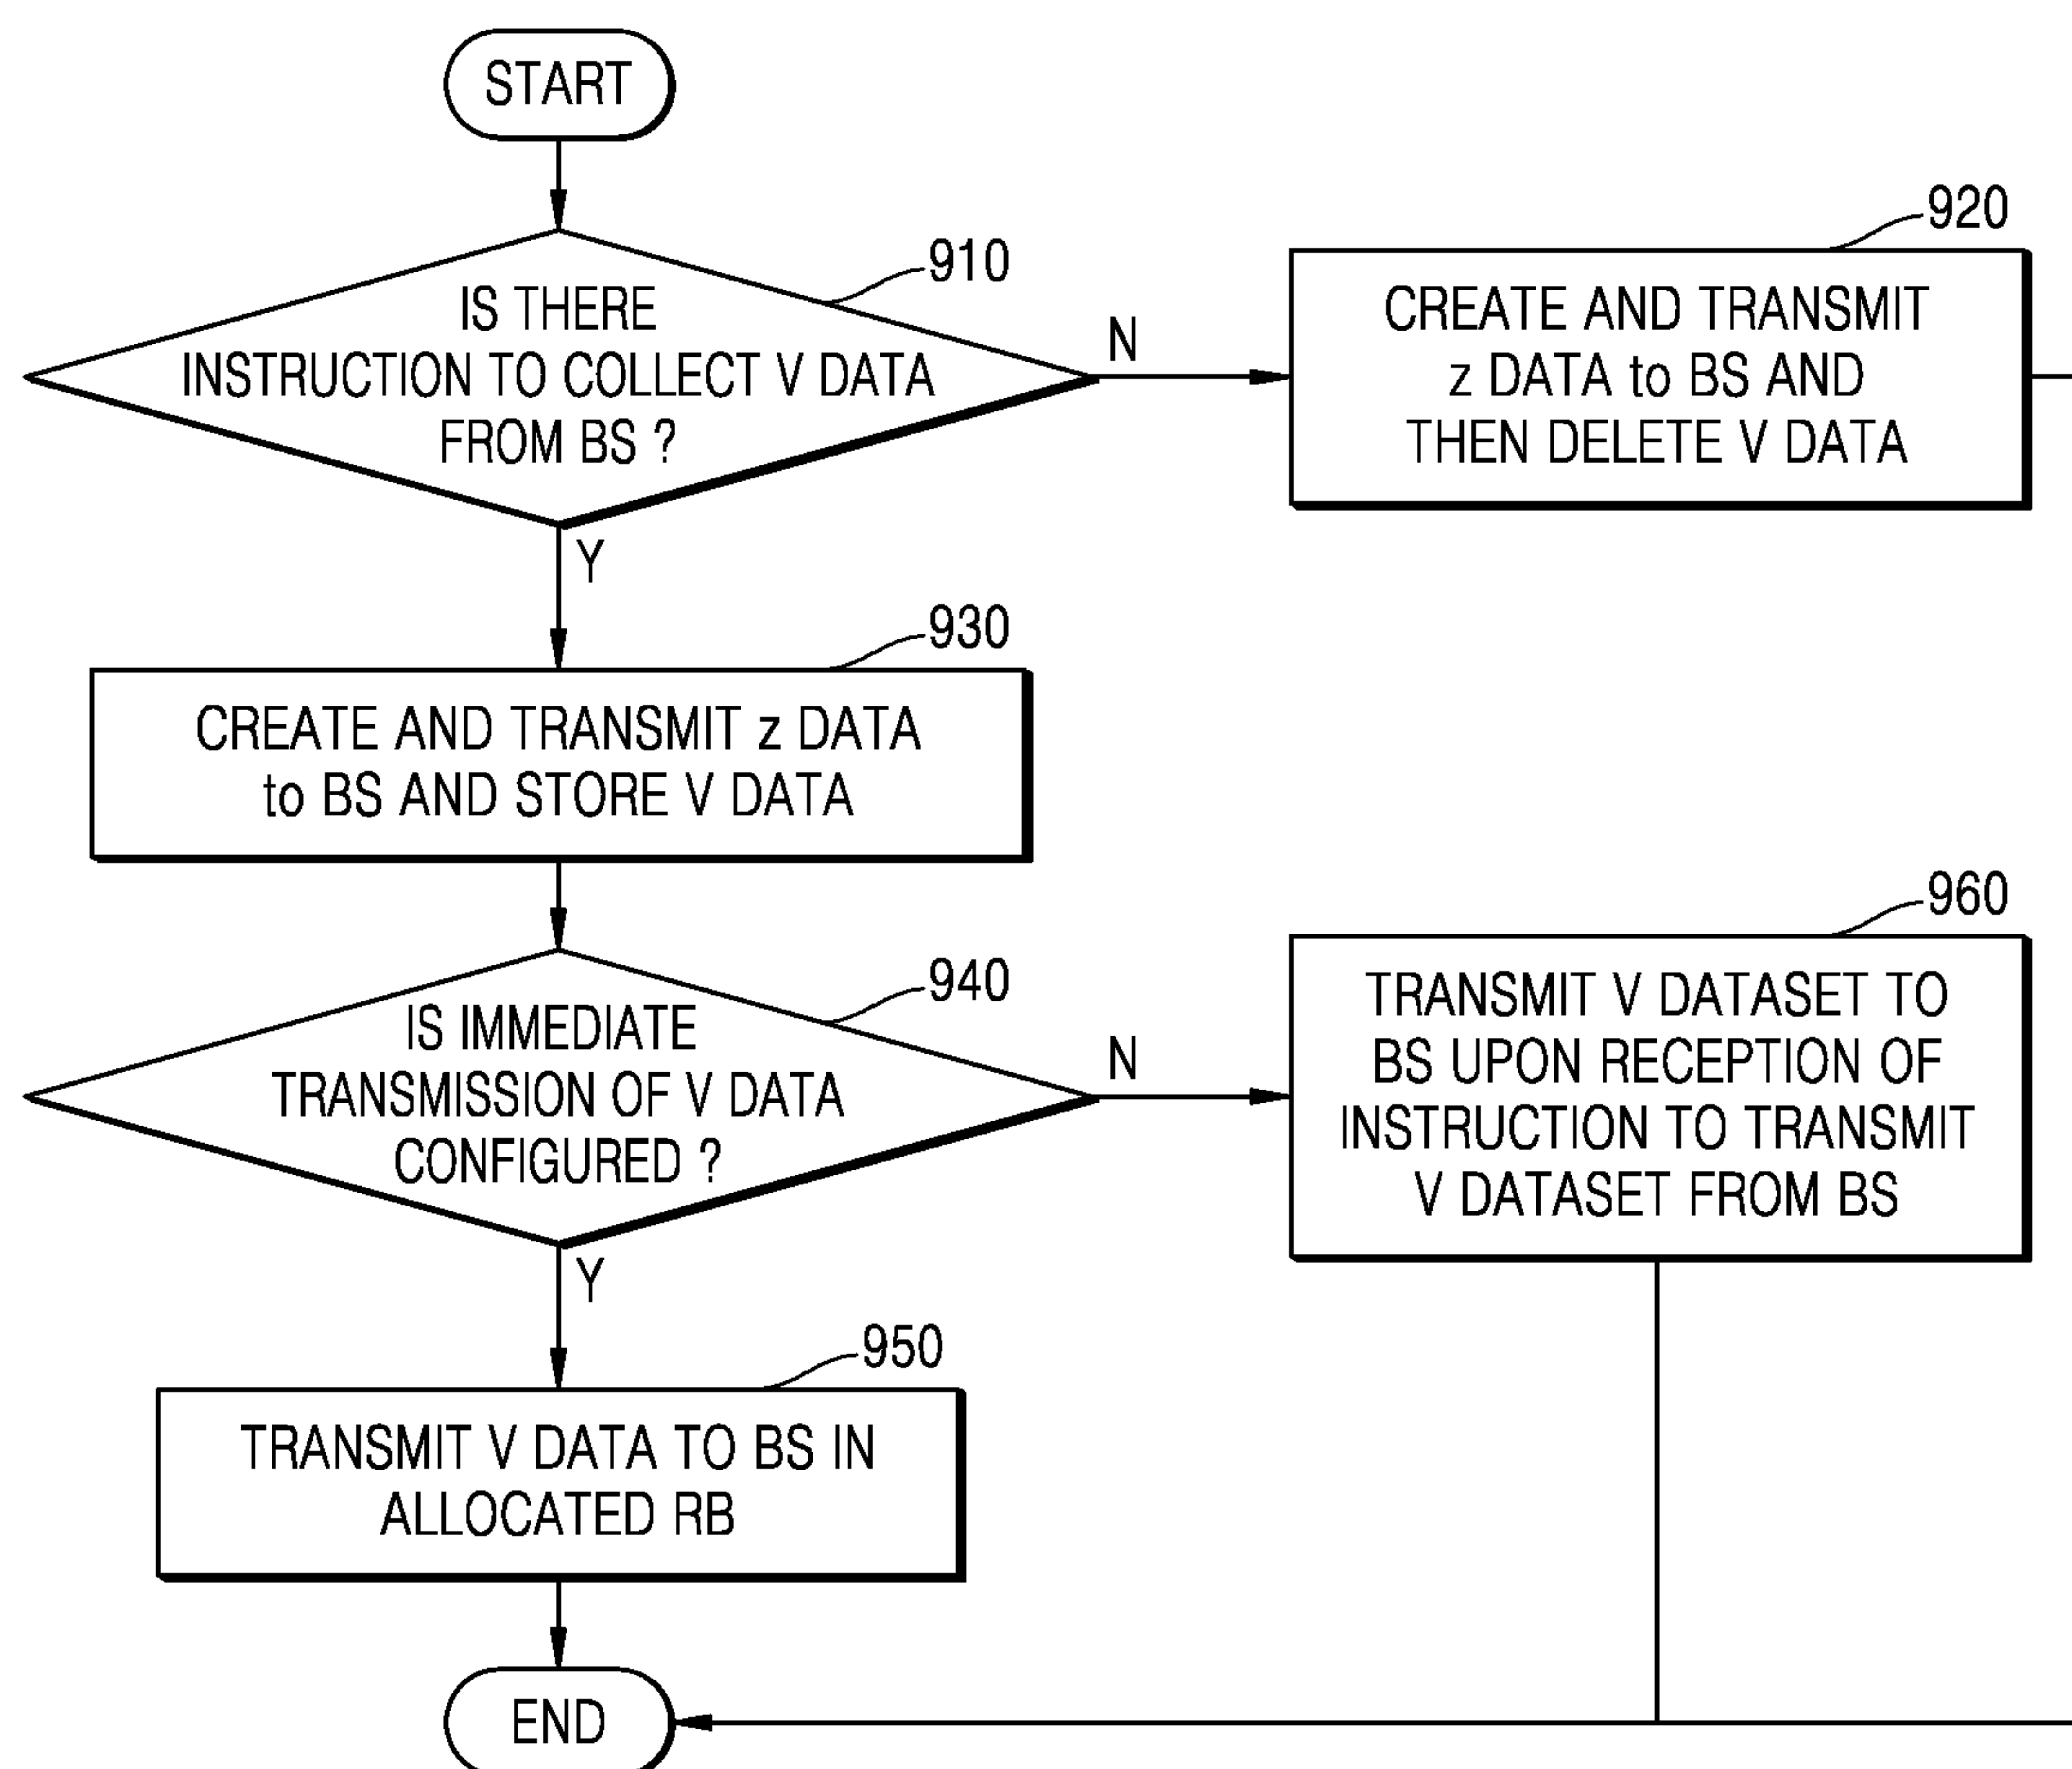 START
910
IS THERE
INSTRUCTION TO COLLECT V DATA
FROM BS ?
N
920
CREATE AND TRANSMIT
z DATA to BS AND
THEN DELETE V DATA
Y
930
CREATE AND TRANSMIT z DATA
to BS AND STORE V DATA
940
IS IMMEDIATE
TRANSMISSION OF V DATA
CONFIGURED ?
N
960
TRANSMIT V DATASET TO
BS UPON RECEPTION OF
INSTRUCTION TO TRANSMIT
V DATASET FROM BS
Y
950
TRANSMIT V DATA TO BS IN
ALLOCATED RB
END